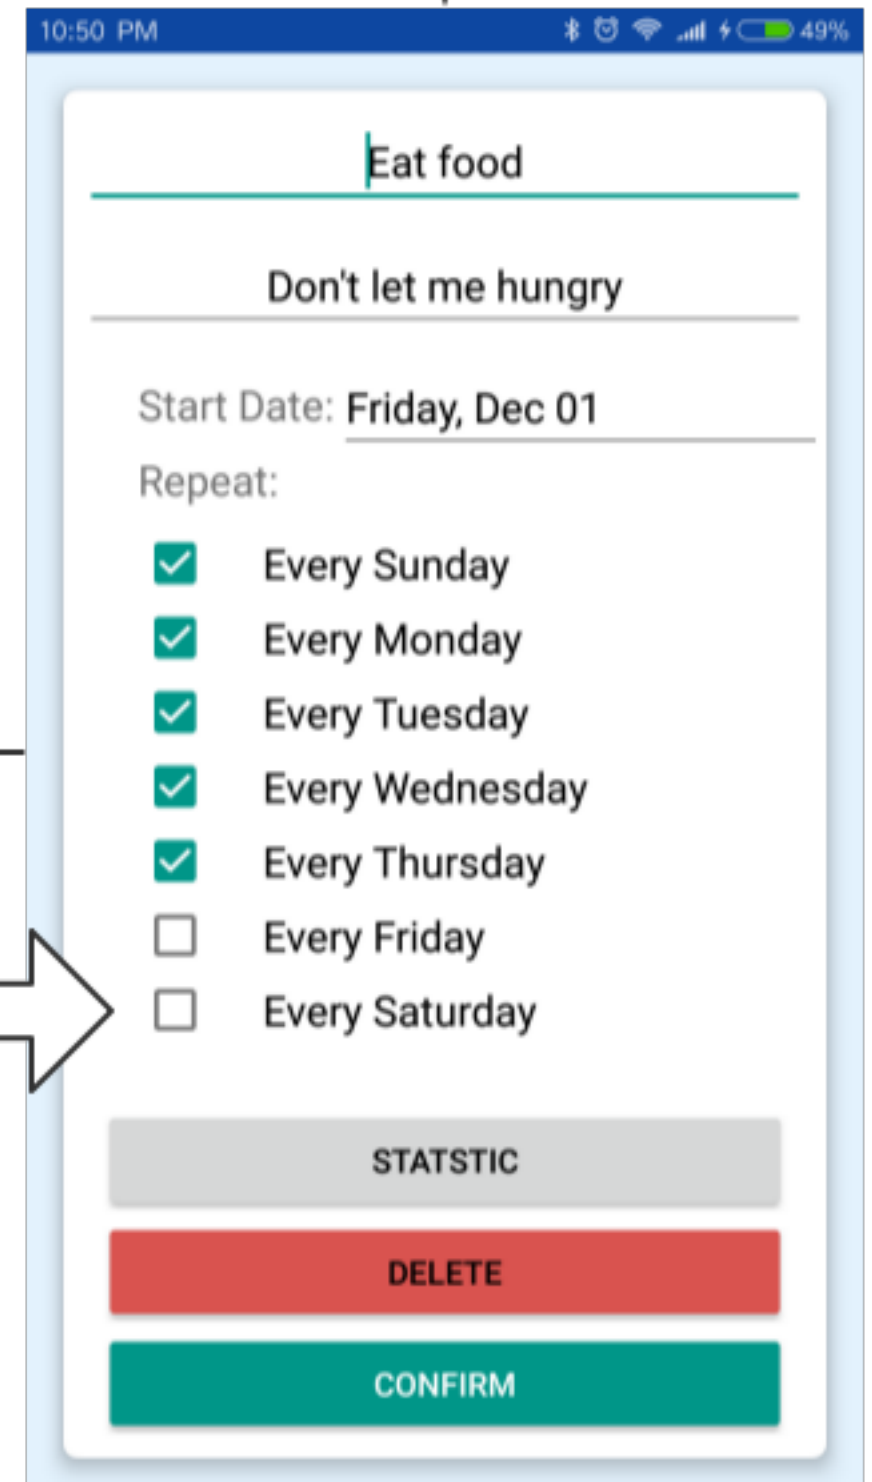 10:50 PM 49%
Eat food
Don't let me hungry
Start Date: Friday, Dec 01
Repeat:
Every Sunday
Every Monday
Every Tuesday
Every Wednesday
Every Thursday
Every Friday
Every Saturday
STATSTIC
DELETE
CONFIRM